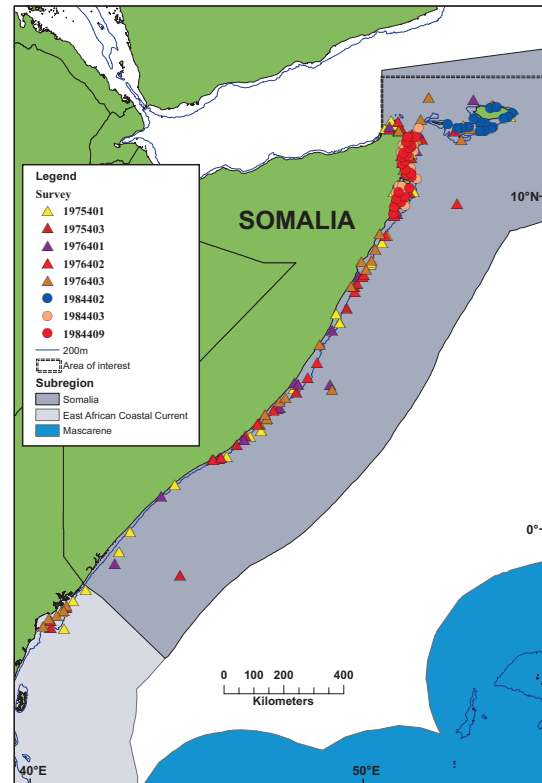 SOMALIA
10°N
Legend
Survey
1975401
1975403
1976401
1976402
1976403
1984402
1984403
1984409
200m
Area of interest
Subregion
Somalia
East African Coastal Current
Mascarene
0°
0 100 200 400
Kilometers
40°E 50°E